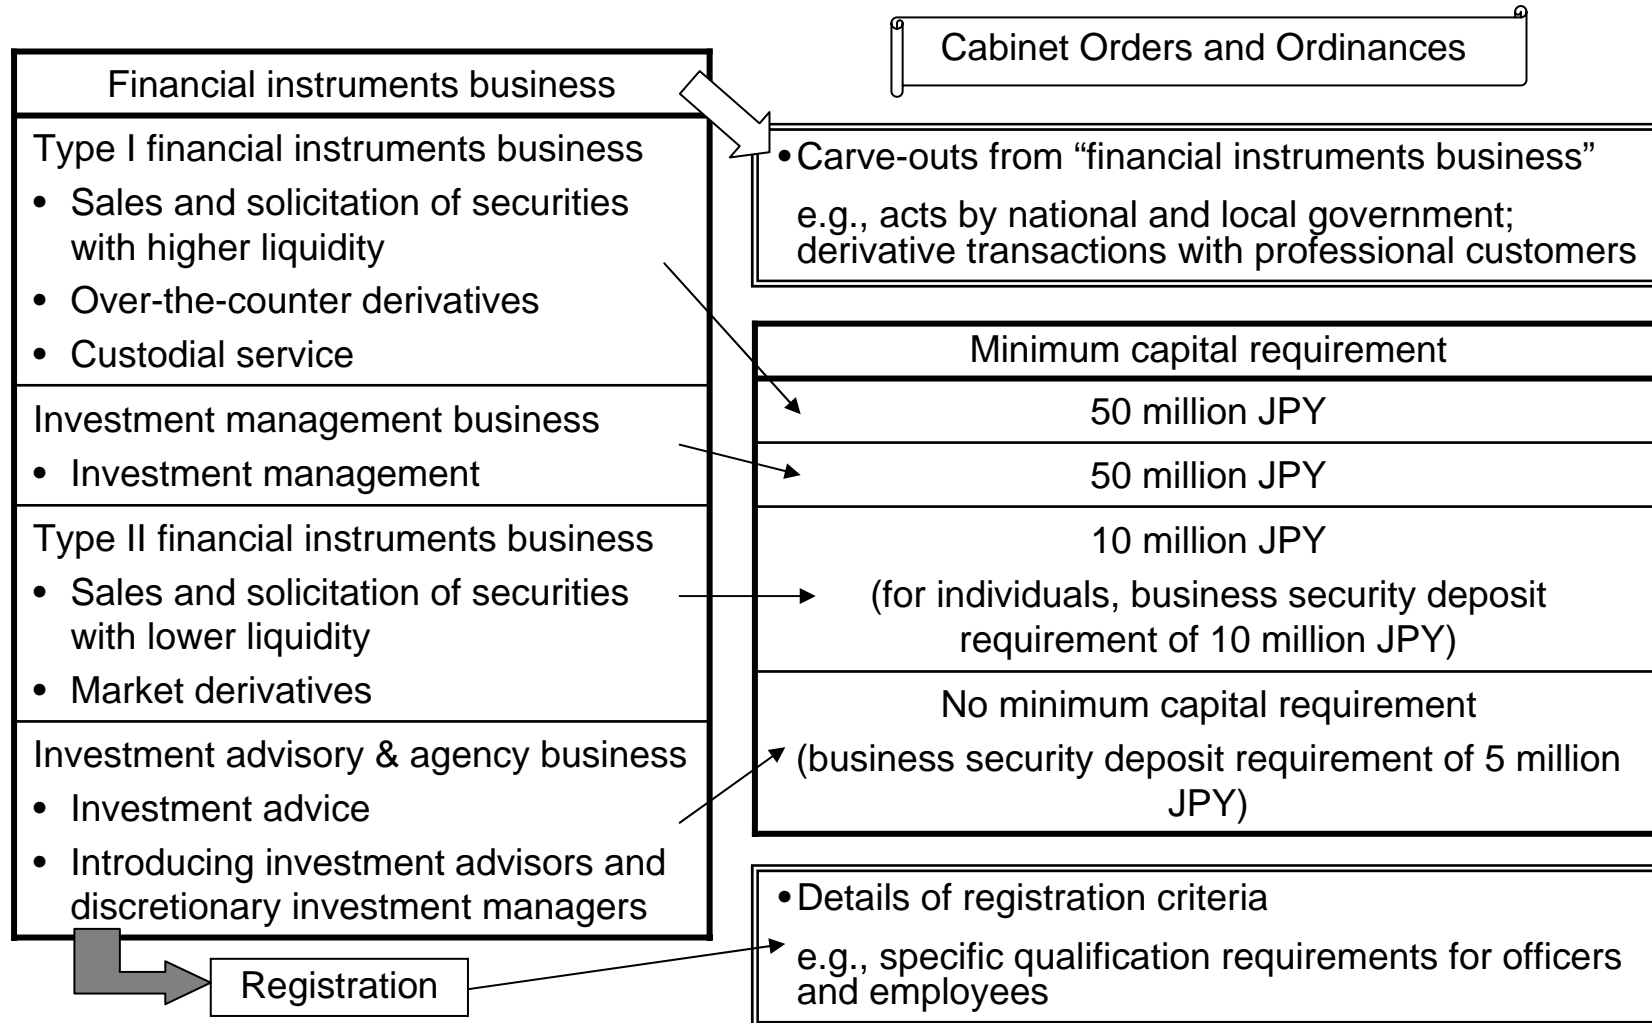 Cabinet Orders and Ordinances
Financial instruments business
Type I financial instruments business
• Sales and solicitation of securities
with higher liquidity
• Over-the-counter derivatives
• Custodial service
Investment management business
• Investment management
Type II financial instruments business
• Sales and solicitation of securities
with lower liquidity
• Market derivatives
Investment advisory & agency business
• Investment advice
• Introducing investment advisors and
discretionary investment managers
Registration
•Carve-outs from “financial instruments business”
e.g., acts by national and local government;
derivative transactions with professional customers
Minimum capital requirement
50 million JPY
50 million JPY
10 million JPY
(for individuals, business security deposit
requirement of 10 million JPY)
No minimum capital requirement
(business security deposit requirement of 5 million
JPY)
•Details of registration criteria
e.g., specific qualification requirements for officers
and employees